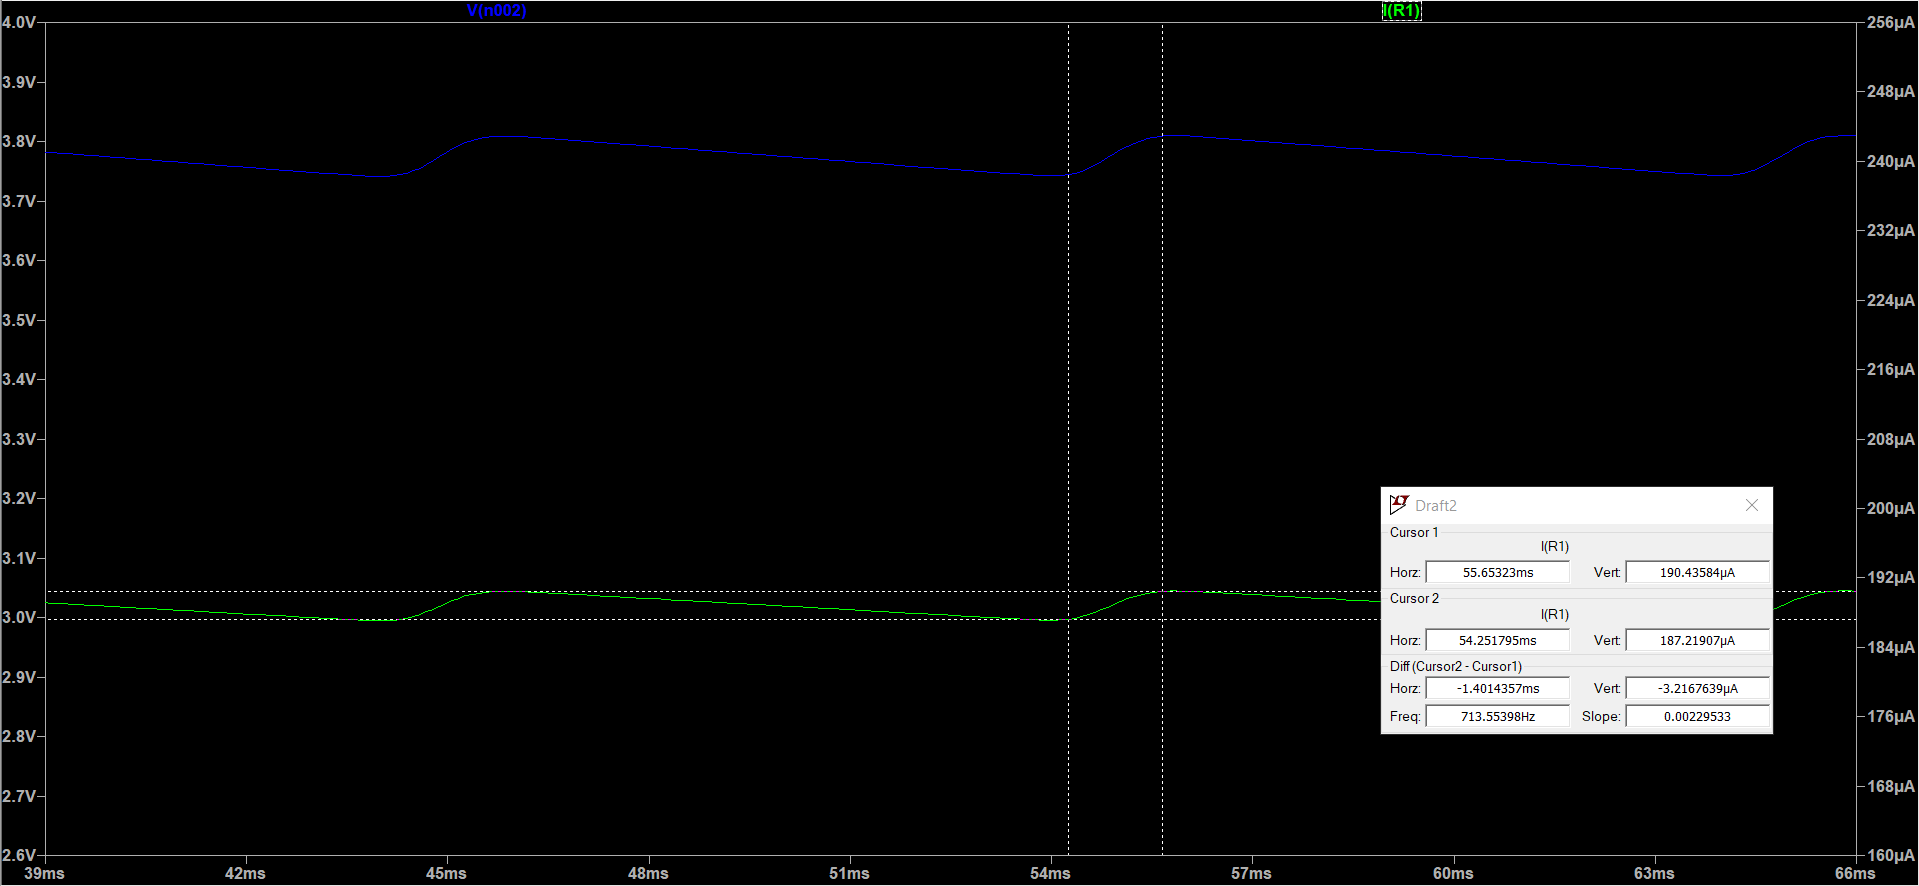 V(n002)
I(R1)
4.0V
3.9V
3.8V
3.7V
3.6V
3.5V
3.4V
3.3V
3.2V
3.1V
3.0V
2.9V
2.8V
2.7V
2.6V
256µA
248µA
240µA
232µA
224µA
216µA
208µA
200µA
192µA
184µA
176µA
168µA
160µA
39ms 42ms 45ms 48ms 51ms 54ms 57ms 60ms 63ms 66ms
Draft2
Cursor 1
I(R1)
Horz: 55.65323ms Vert: 190.43584µA
Cursor 2
I(R1)
Horz: 54.251795ms Vert: 187.21907µA
Diff (Cursor2 - Cursor1)
Horz: -1.4014357ms Vert: -3.2167639µA
Freq: 713.55398Hz Slope: 0.00229533